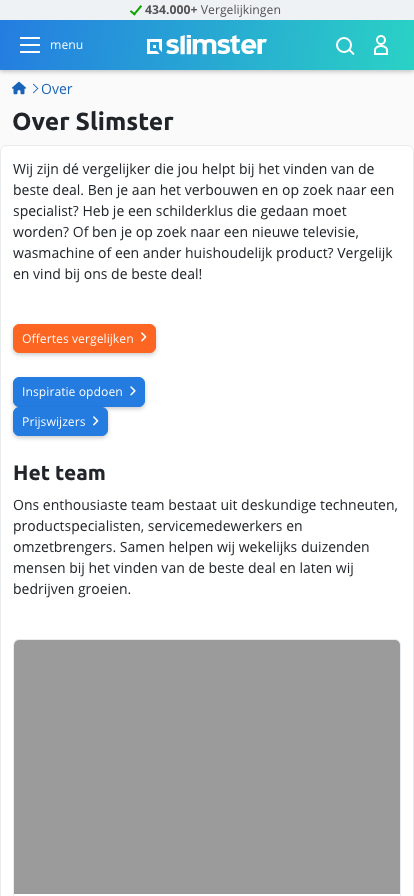 434.000+ Vergelijkingen
menu
slimster
Over
Over Slimster
Wij zijn dé vergelijker die jou helpt bij het vinden van de
beste deal. Ben je aan het verbouwen en op zoek naar een
specialist? Heb je een schilderklus die gedaan moet
worden? Of ben je op zoek naar een nieuwe televisie,
wasmachine of een ander huishoudelijk product? Vergelijk
en vind bij ons de beste deal!
Offertes vergelijken
Inspiratie opdoen
Prijswijzers
Het team
Ons enthousiaste team bestaat uit deskundige techneuten,
productspecialisten, servicemedewerkers en
omzetbrengers. Samen helpen wij wekelijks duizenden
mensen bij het vinden van de beste deal en laten wij
bedrijven groeien.